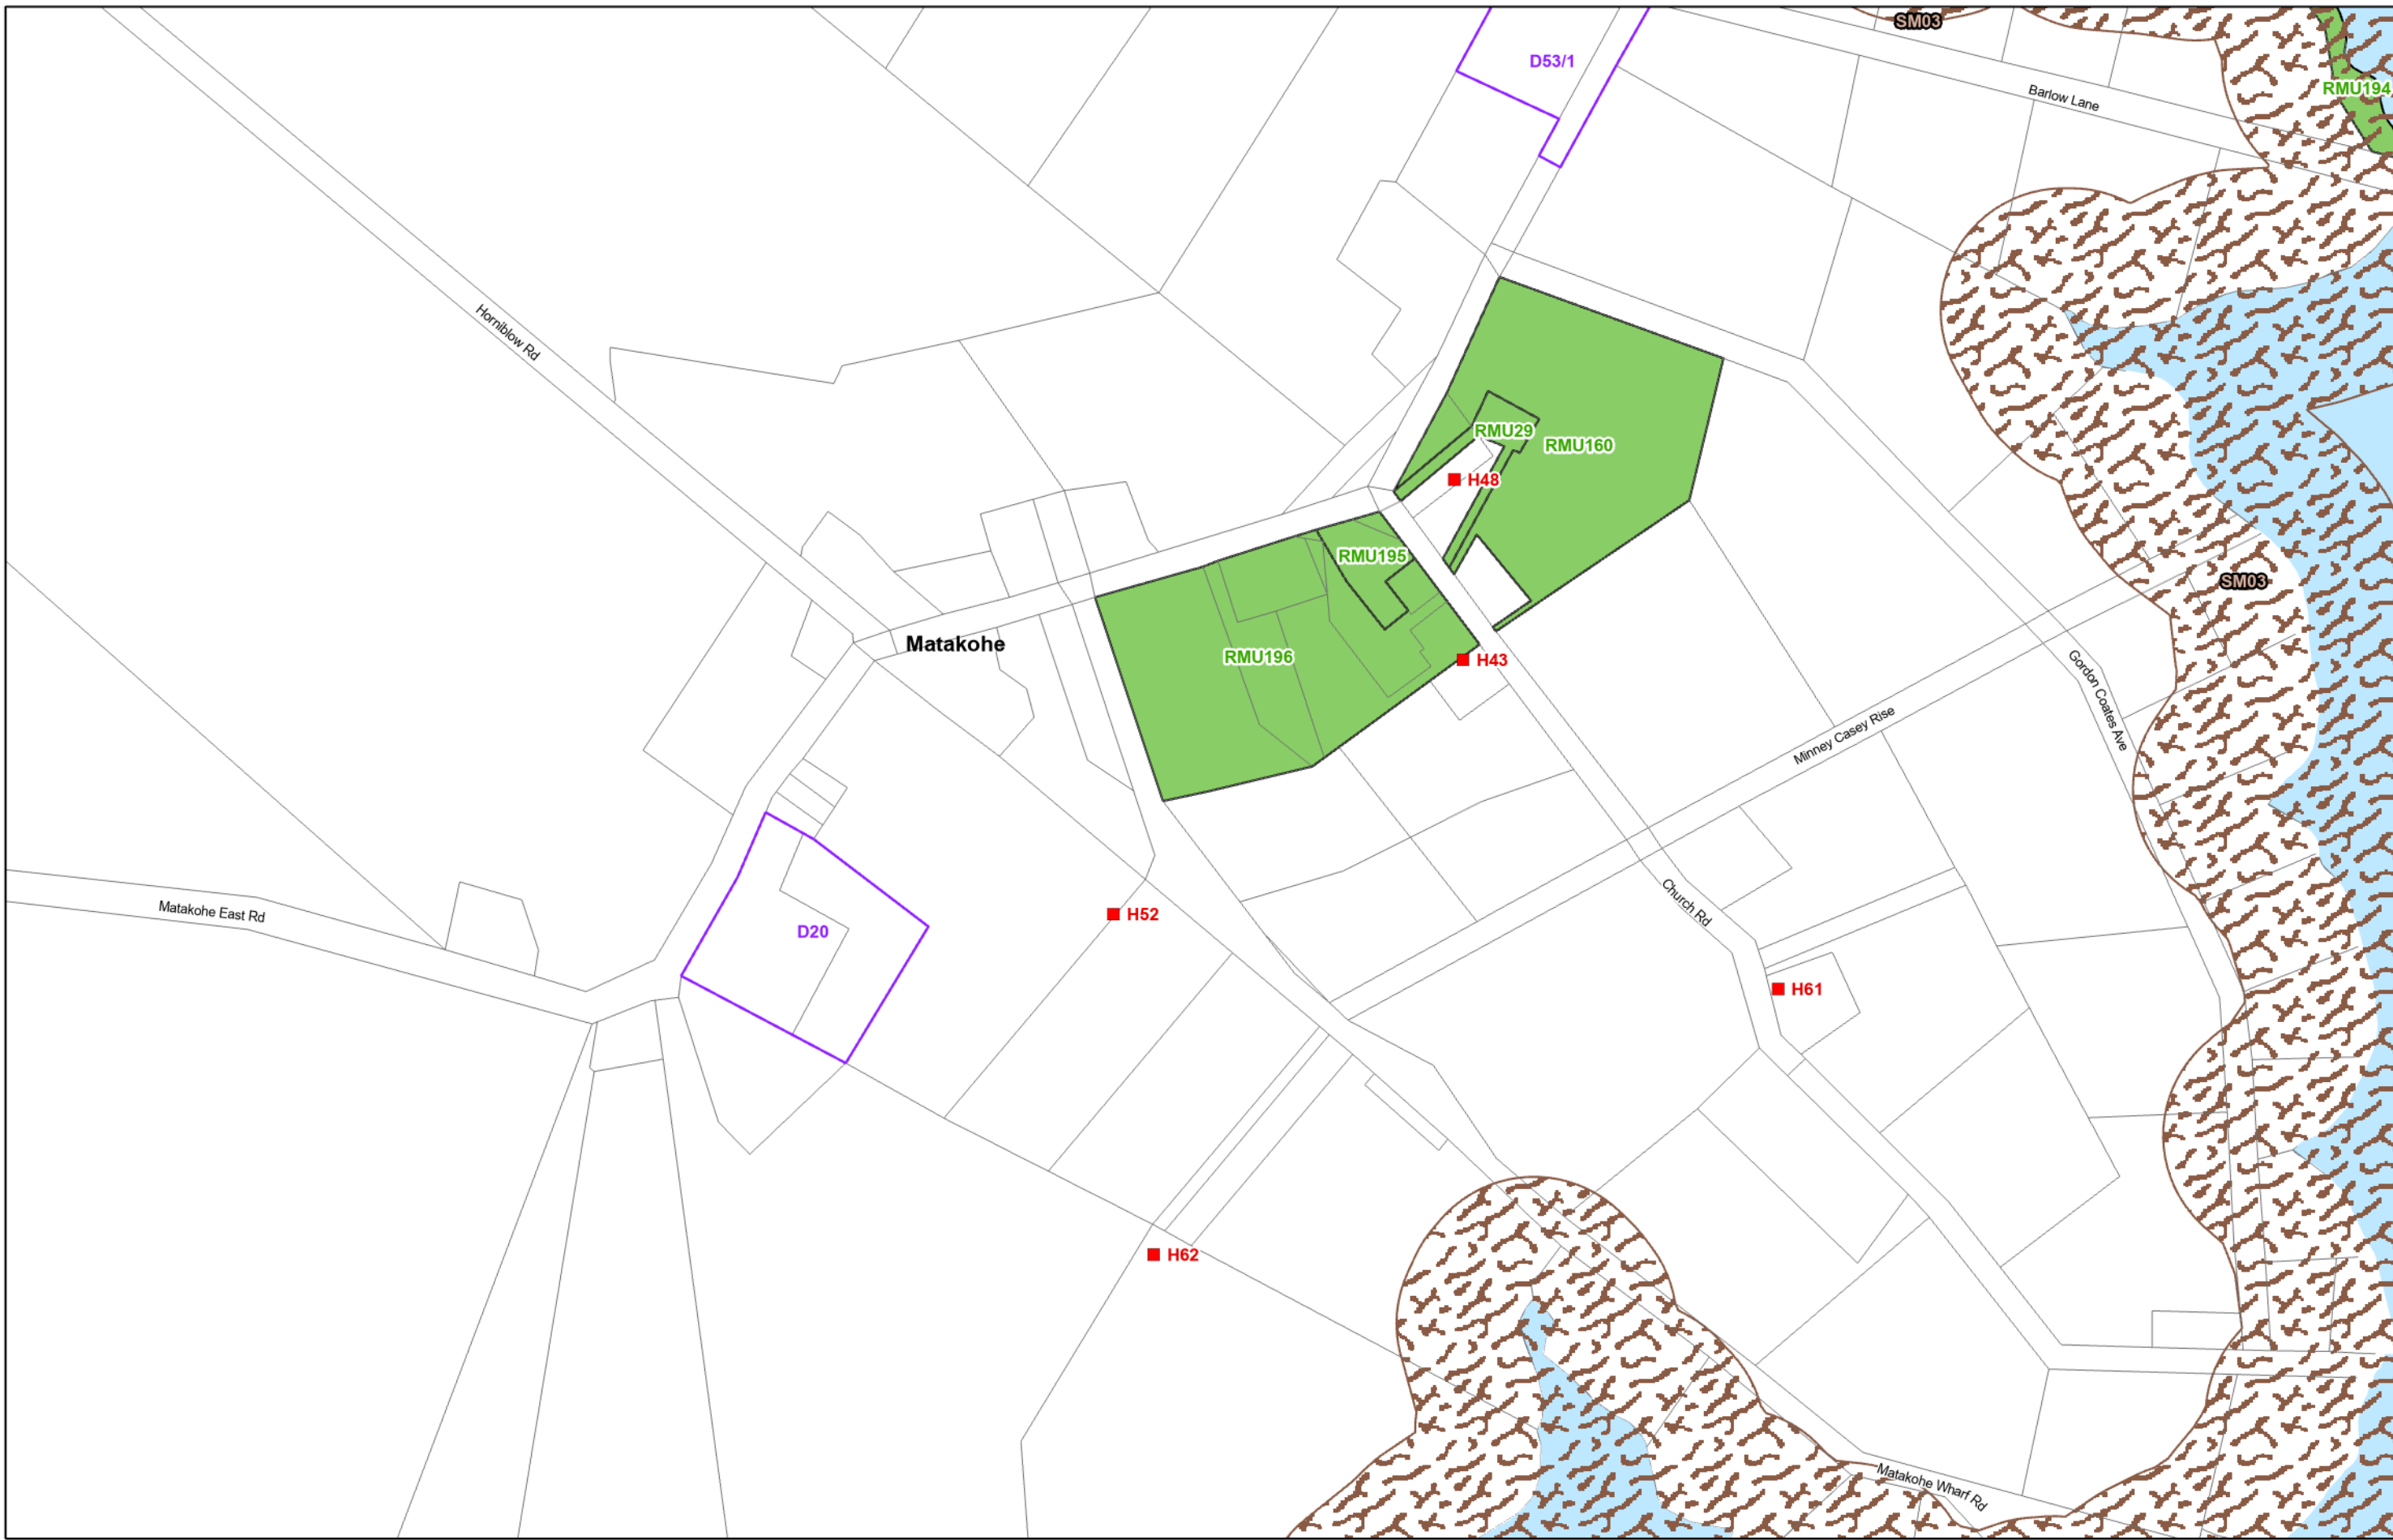 SM03
D53/1
RMU194
Barlow Lane
Horniblow Rd
RMU29
RMU160
H48
RMU195
SM03
Matakohe
RMU196
H43
Gordon Coates Ave
Minney Casey Rise
Church Rd
Matakohe East Rd
H52
D20
H61
H62
Matakohe Wharf Rd